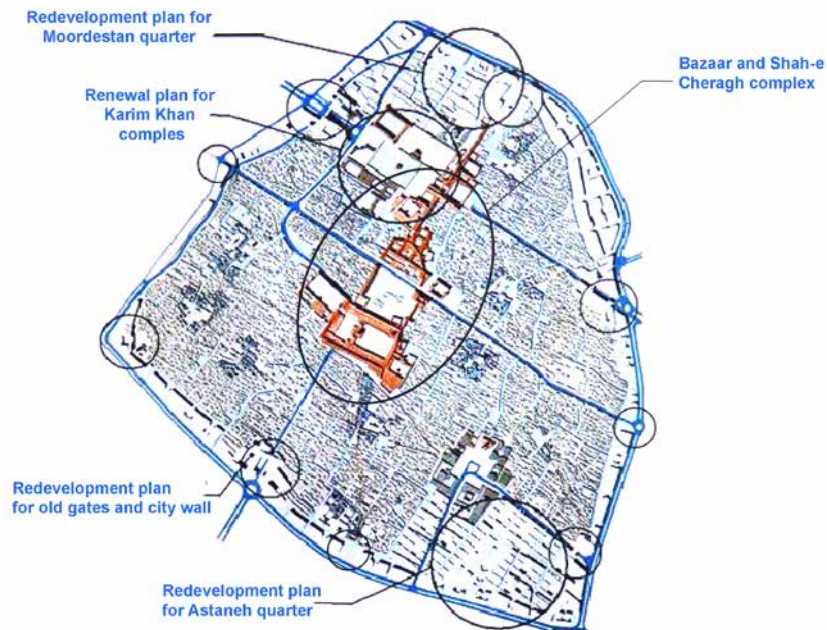 Redevelopment plan for
Moordestan quarter
Bazaar and Shah-e
Cheragh complex
Renewal plan for
Karim Khan
comples
Redevelopment plan
for old gates and city wall
Redevelopment plan
for Astaneh quarter